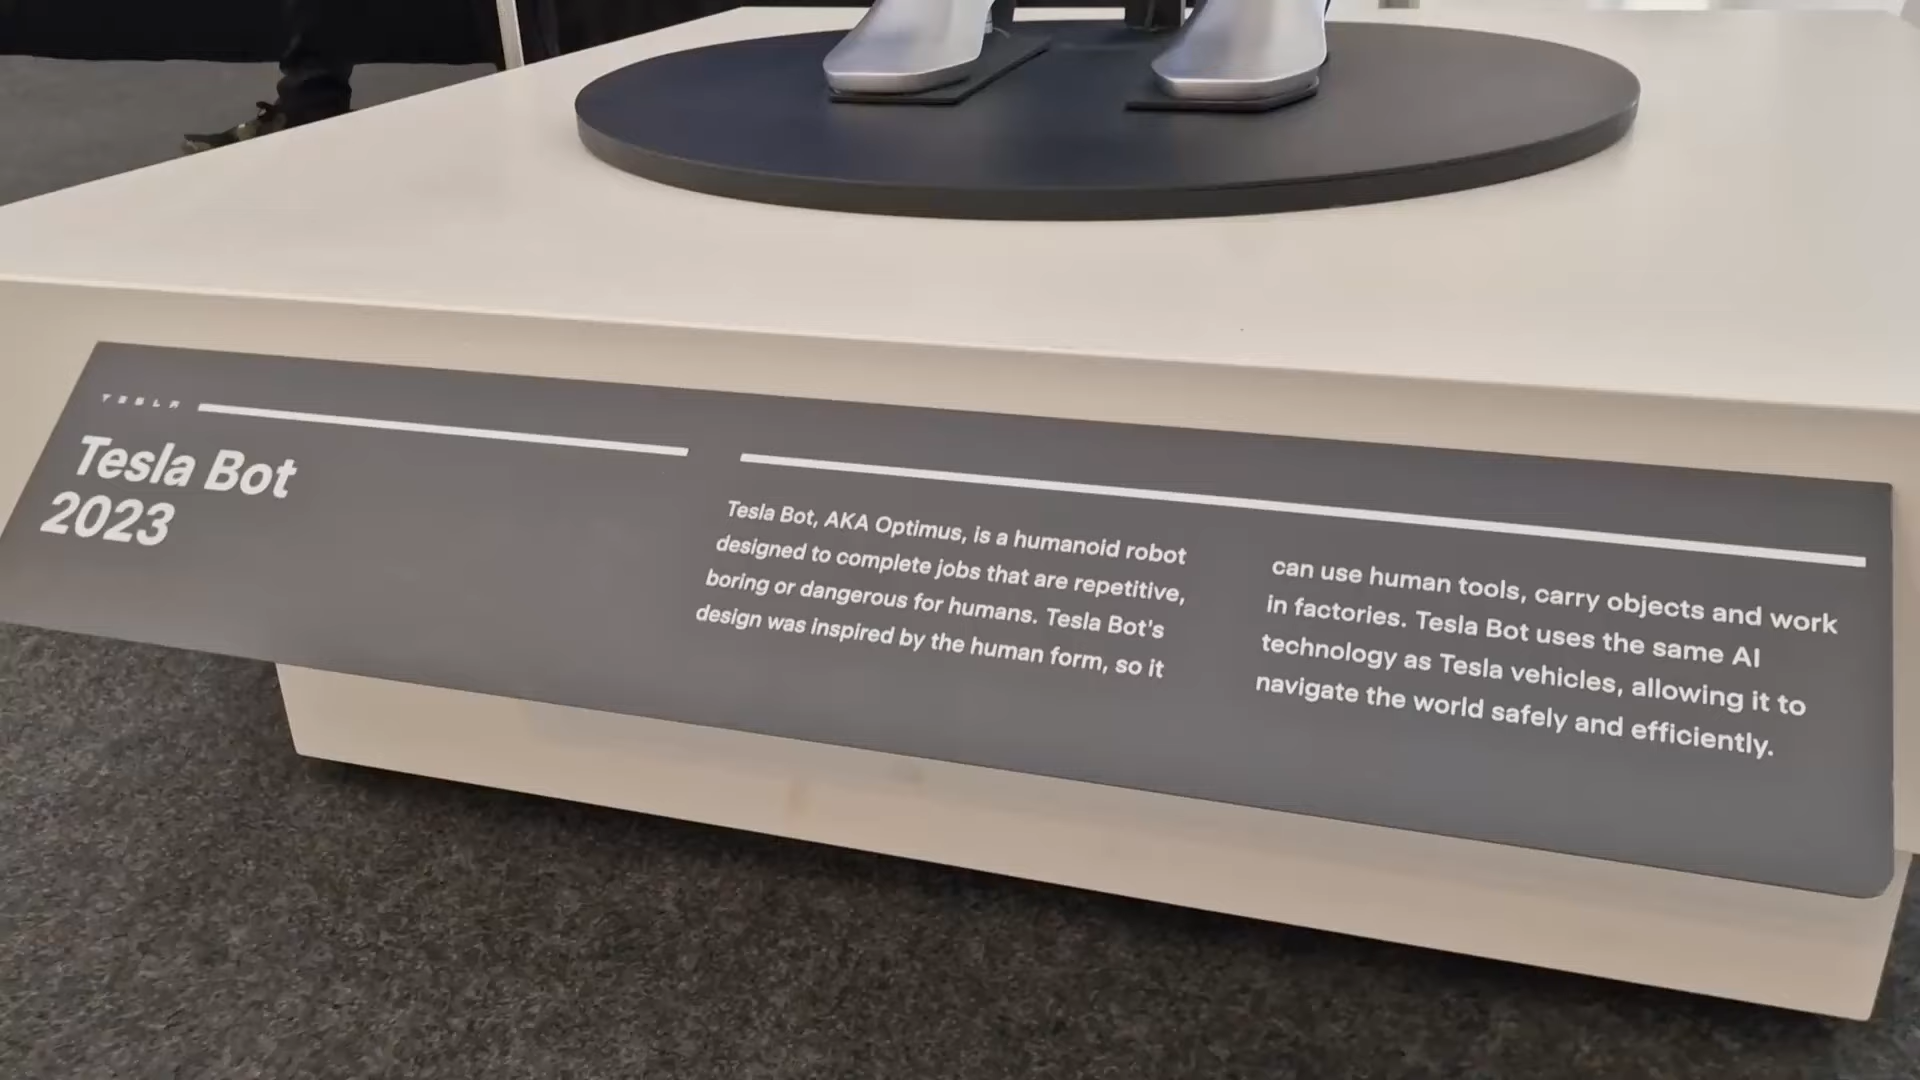 TESLA
Tesla Bot
2023
Tesla Bot, AKA Optimus, is a humanoid robot
designed to complete jobs that are repetitive,
boring or dangerous for humans. Tesla Bot's
design was inspired by the human form, so it
can use human tools, carry objects and work
in factories. Tesla Bot uses the same AI
technology as Tesla vehicles, allowing it to
navigate the world safely and efficiently.